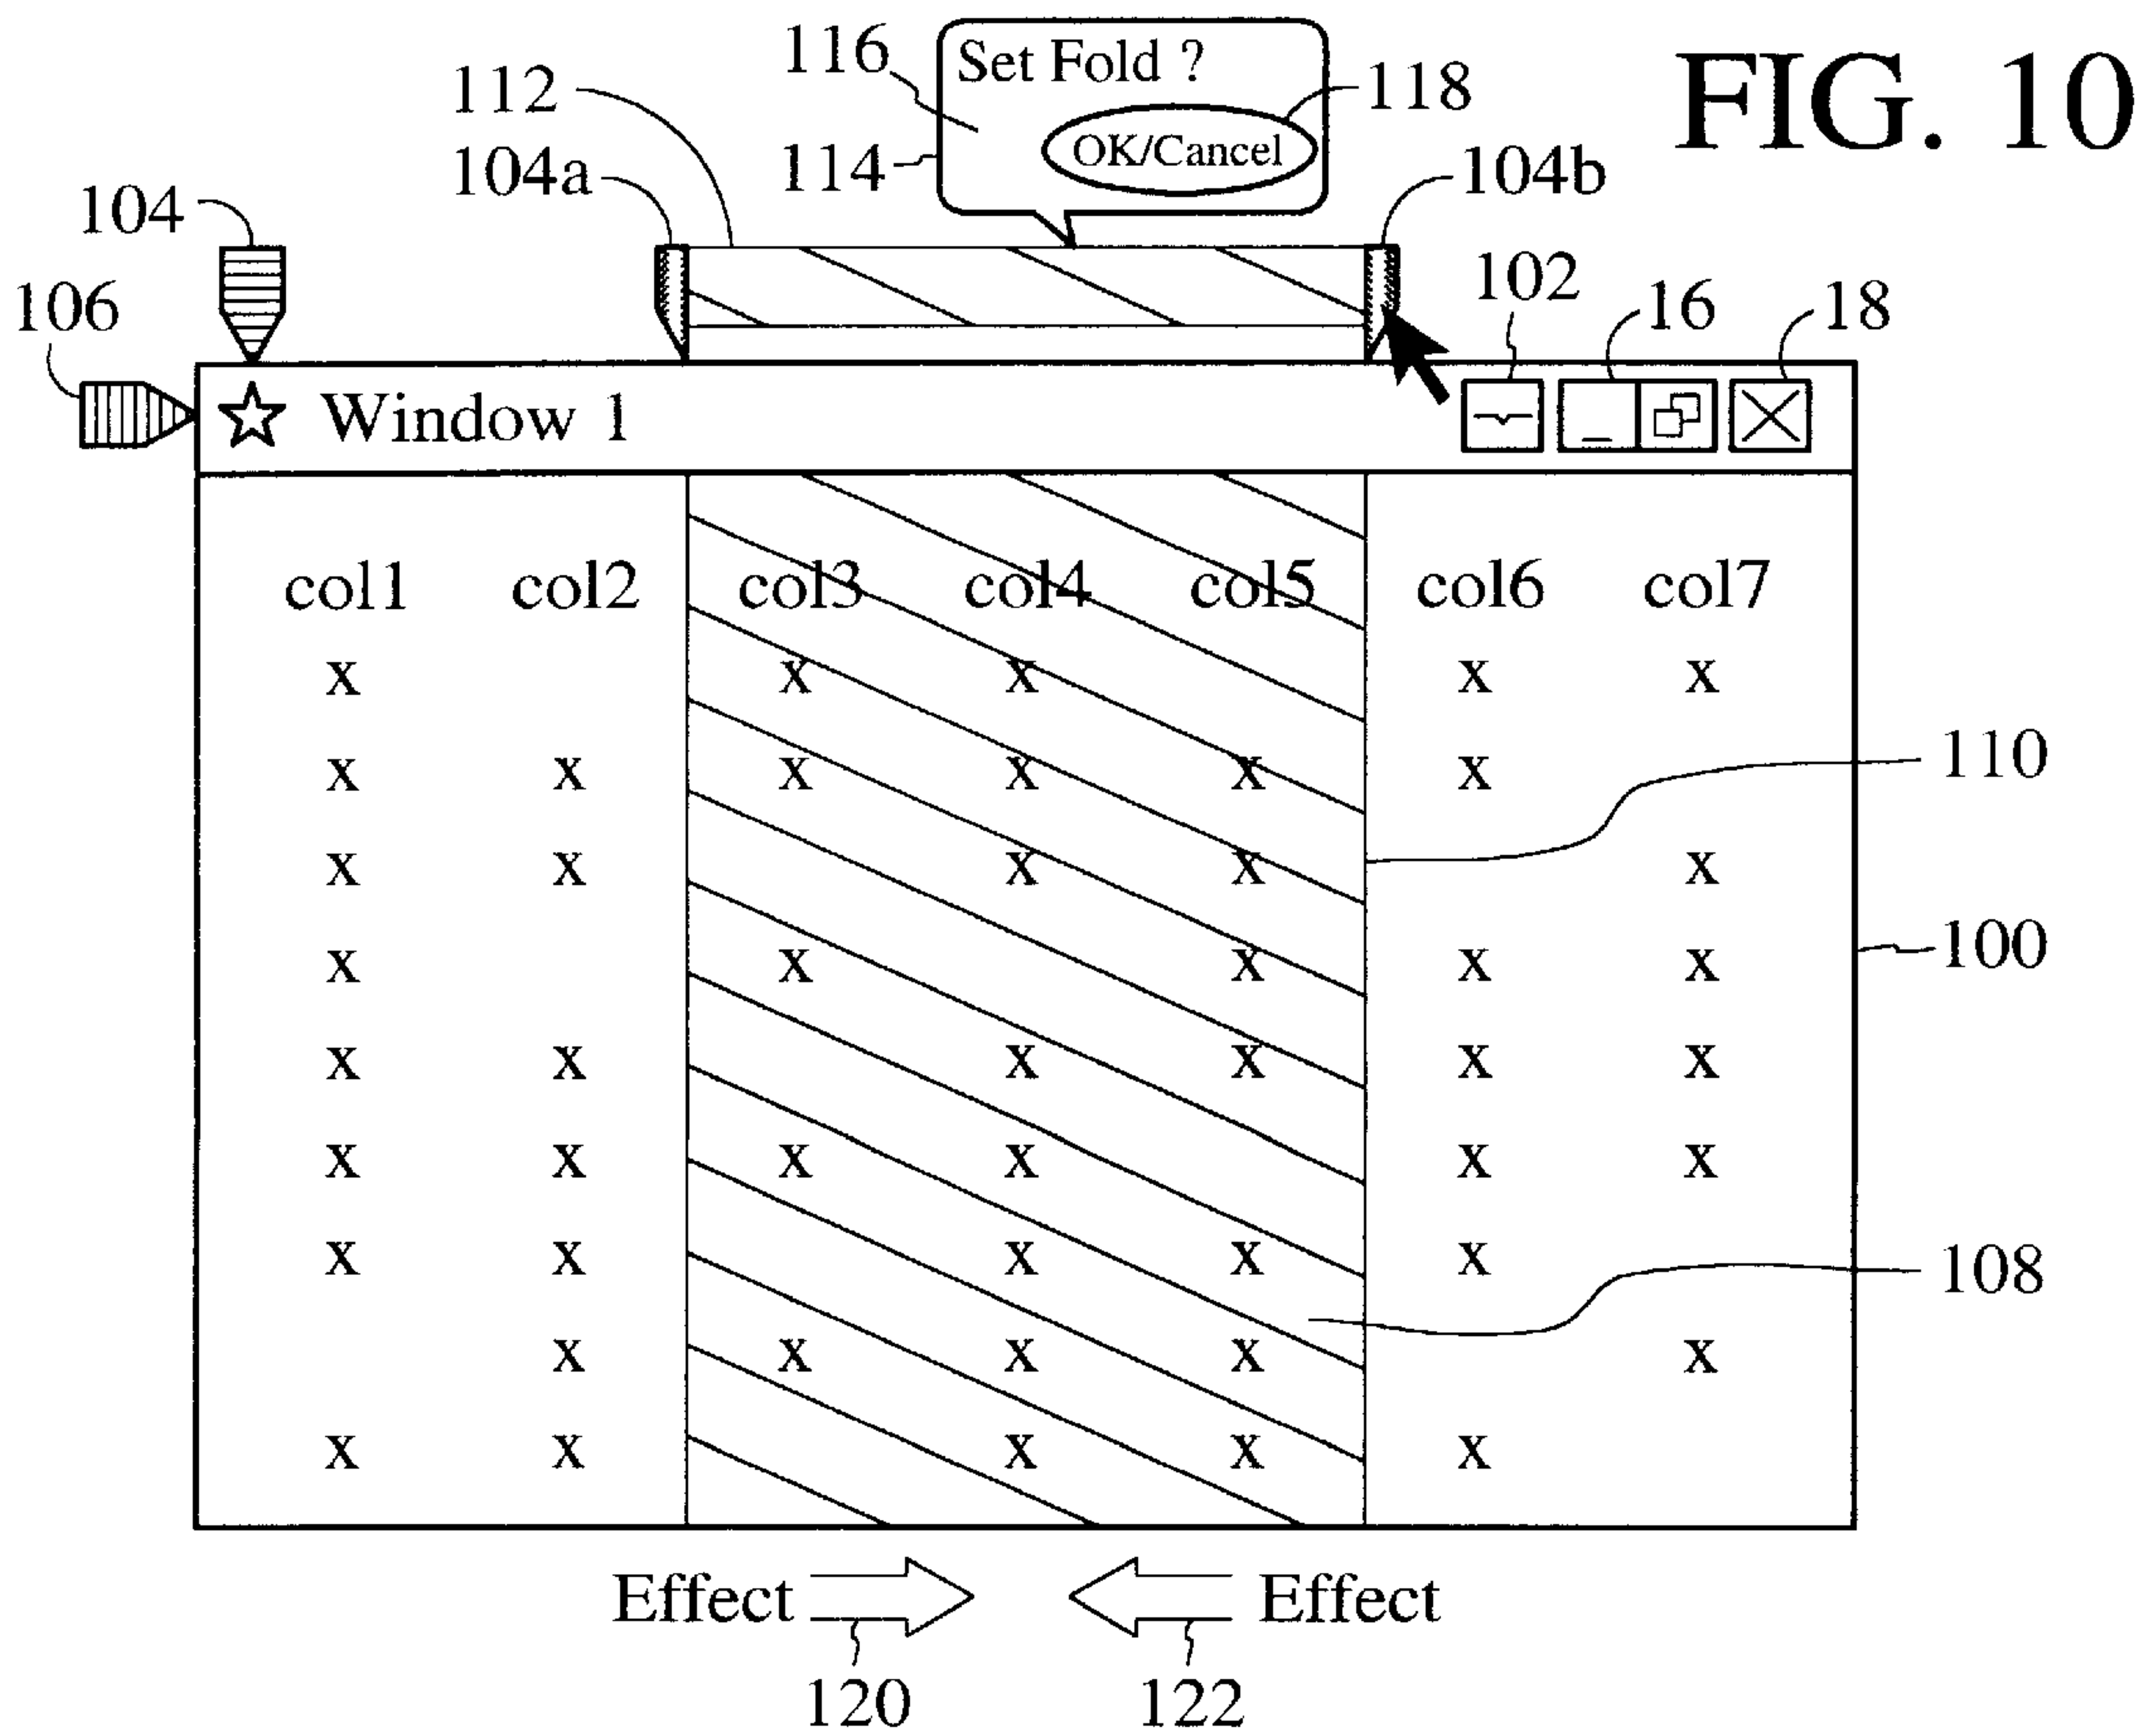 FIG. 10
116
Set Fold ?
118
112
OK/Cancel
114
104a
104b
104
102
16
18
106
Window 1
col1 col2 col3 col4 col5 col6 col7
x x x x x
x x x x x x
x x x x x
x x x x x
x x x x x x
x x x x x x
x x x x x
x x x x x
x x x x x
110
100
108
Effect Effect
120 122